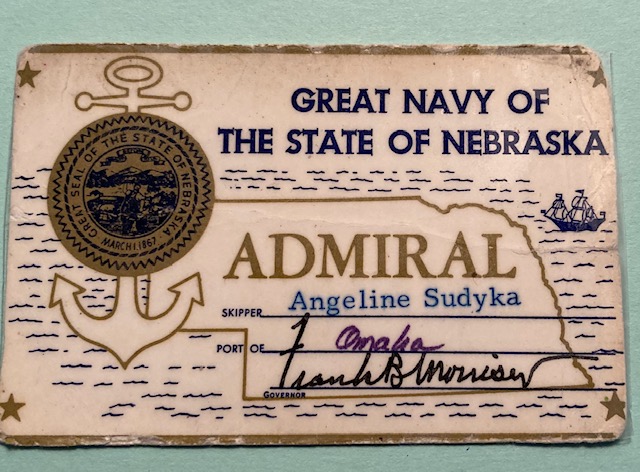 GREAT NAVY OF
THE STATE OF NEBRASKA
GREAT SEAL OF THE STATE OF NEBRASKA
MARCH 1, 1867
ADMIRAL
SKIPPER Angeline Sudyka
PORT OF Omaha
Frank B Morrison
GOVERNOR